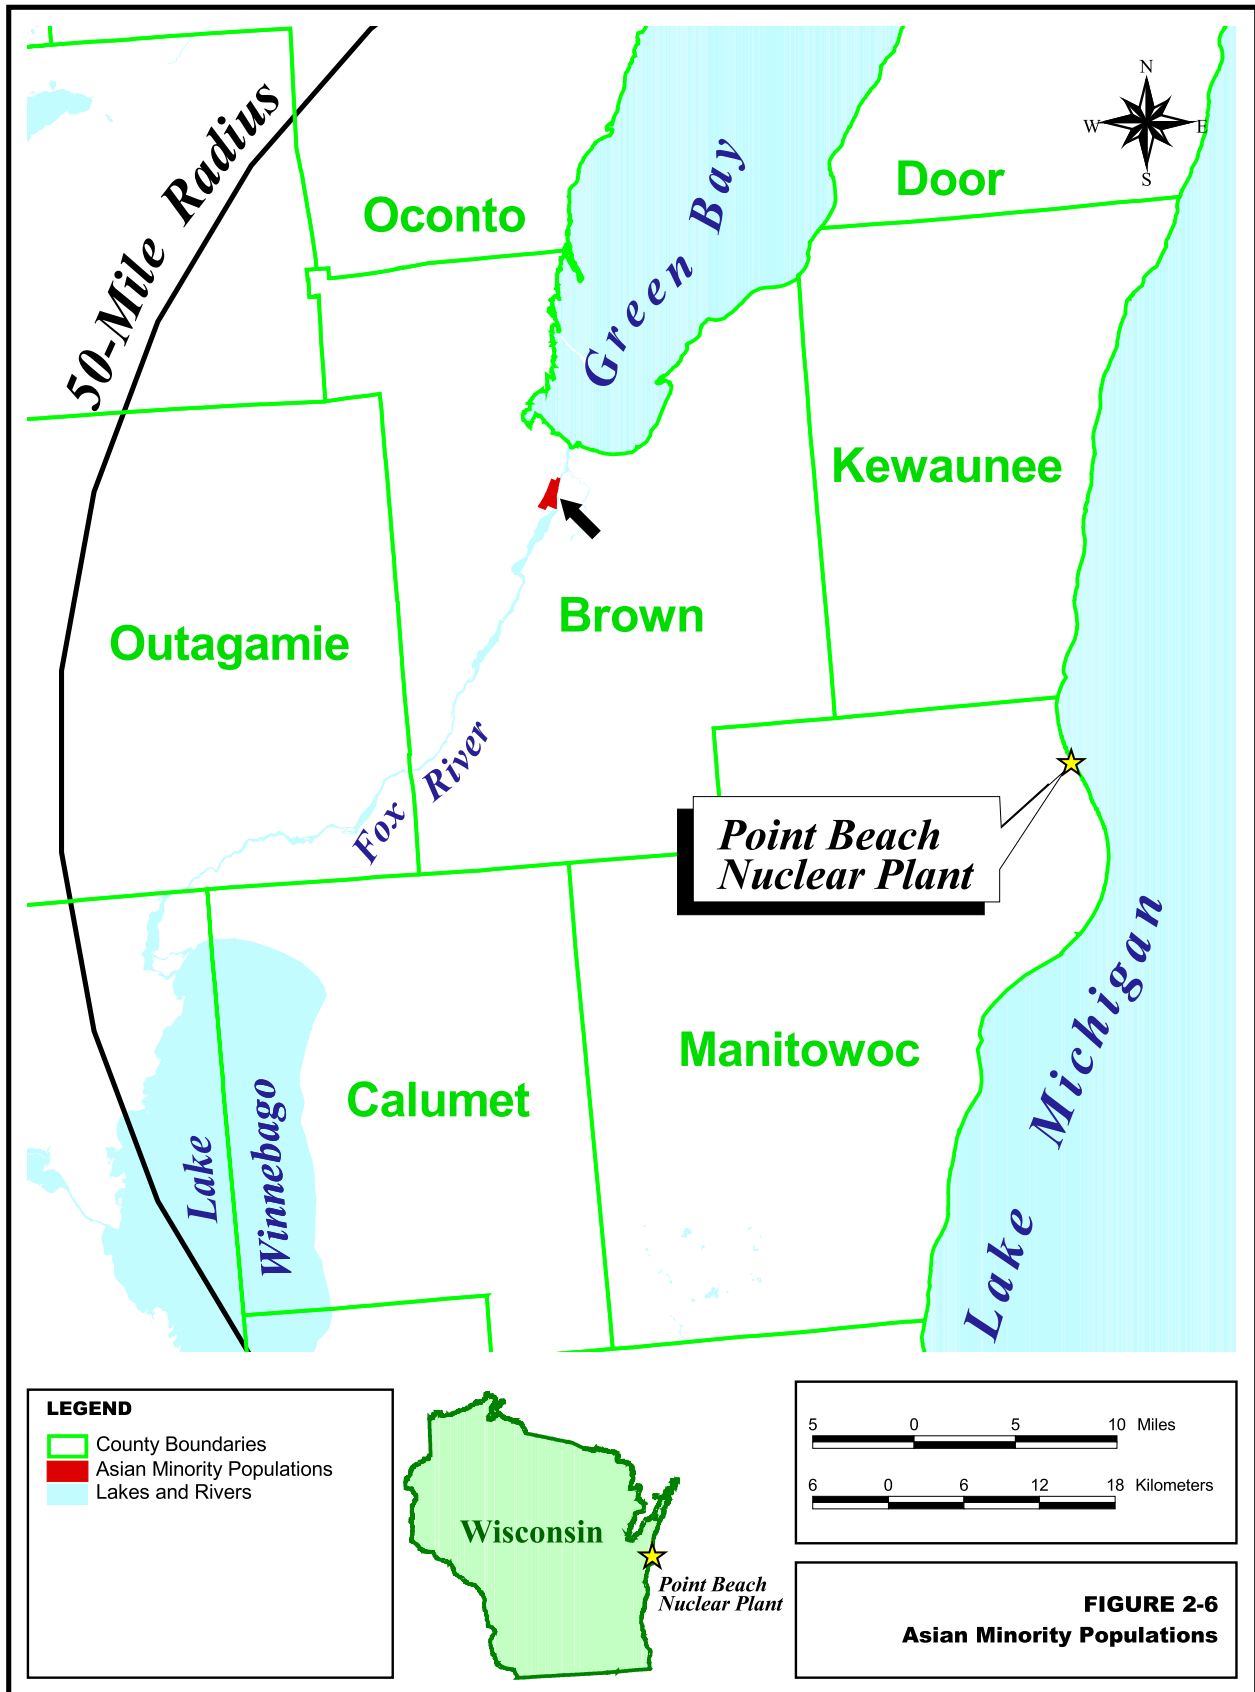 N
W E
S
50-Mile Radius
Oconto
Green Bay
Door
Kewaunee
Brown
Outagamie
Fox River
Point Beach
Nuclear Plant
Manitowoc
Calumet
Lake
Winnebago
Lake Michigan
LEGEND
County Boundaries
Asian Minority Populations
Lakes and Rivers
Wisconsin
Point Beach
Nuclear Plant
5 0 5 10 Miles
6 0 6 12 18 Kilometers
FIGURE 2-6
Asian Minority Populations